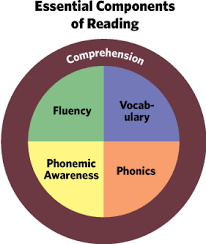 Essential Components
of Reading
Comprehension
Fluency
Vocab-
ulary
Phonemic
Awareness
Phonics